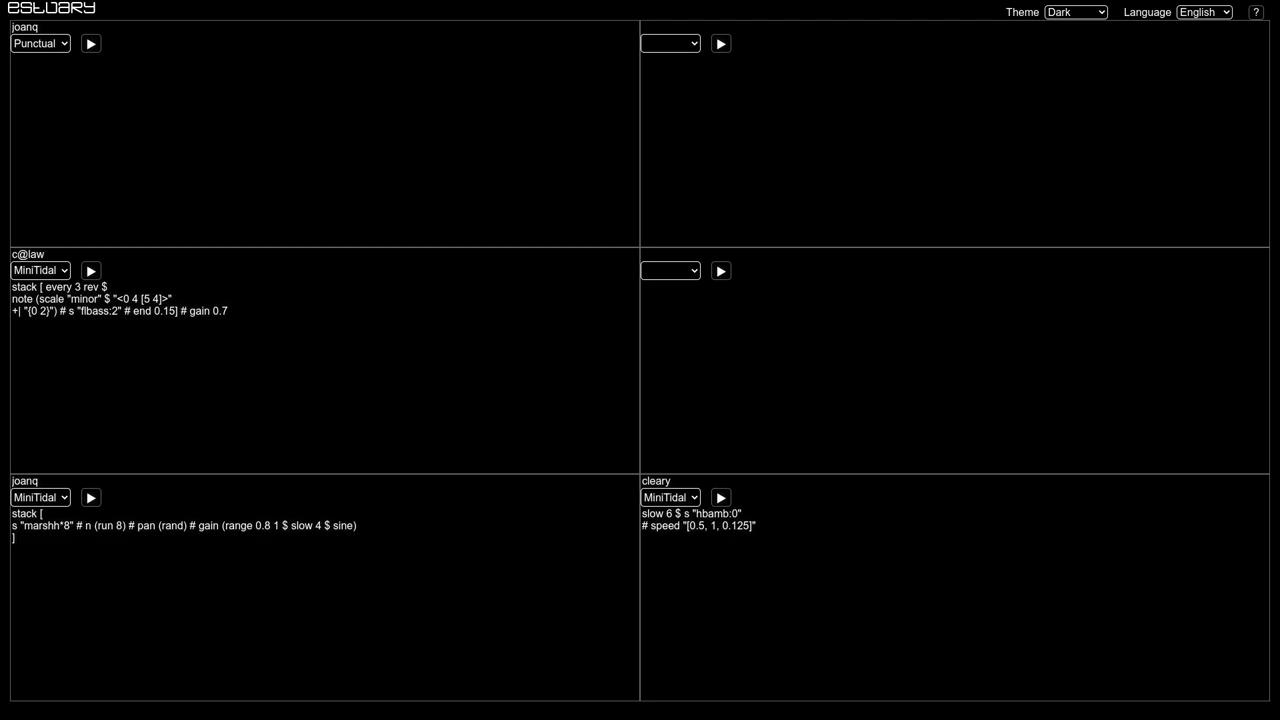 estuary
Theme Dark Language English ?
joanq
Punctual
c@law
MiniTidal
stack [ every 3 rev $
note (scale "minor" $ "<0 4 [5 4]>"
+| "{0 2}") # s "flbass:2" # end 0.15] # gain 0.7
joanq
MiniTidal
stack [
s "marshh*8" # n (run 8) # pan (rand) # gain (range 0.8 1 $ slow 4 $ sine)
]
cleary
MiniTidal
slow 6 $ s "hbamb:0"
# speed "[0.5, 1, 0.125]"